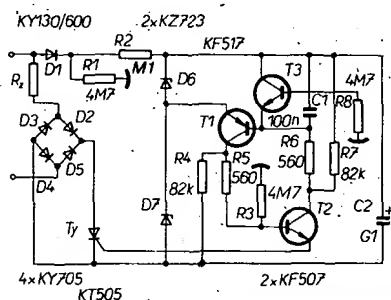 KY130/600 2xKZ723
R2 KF517
D1 R1 M1 T3
4M7 D6 4M7
Rz C1 R8
D3 D2 T1 100n
R6 R7
R4 R5 560
D4 D5 560 4M7 82k
82k
D7 R3 T2 C2
Ty + G1
4xKY705 2xKF507
KT505